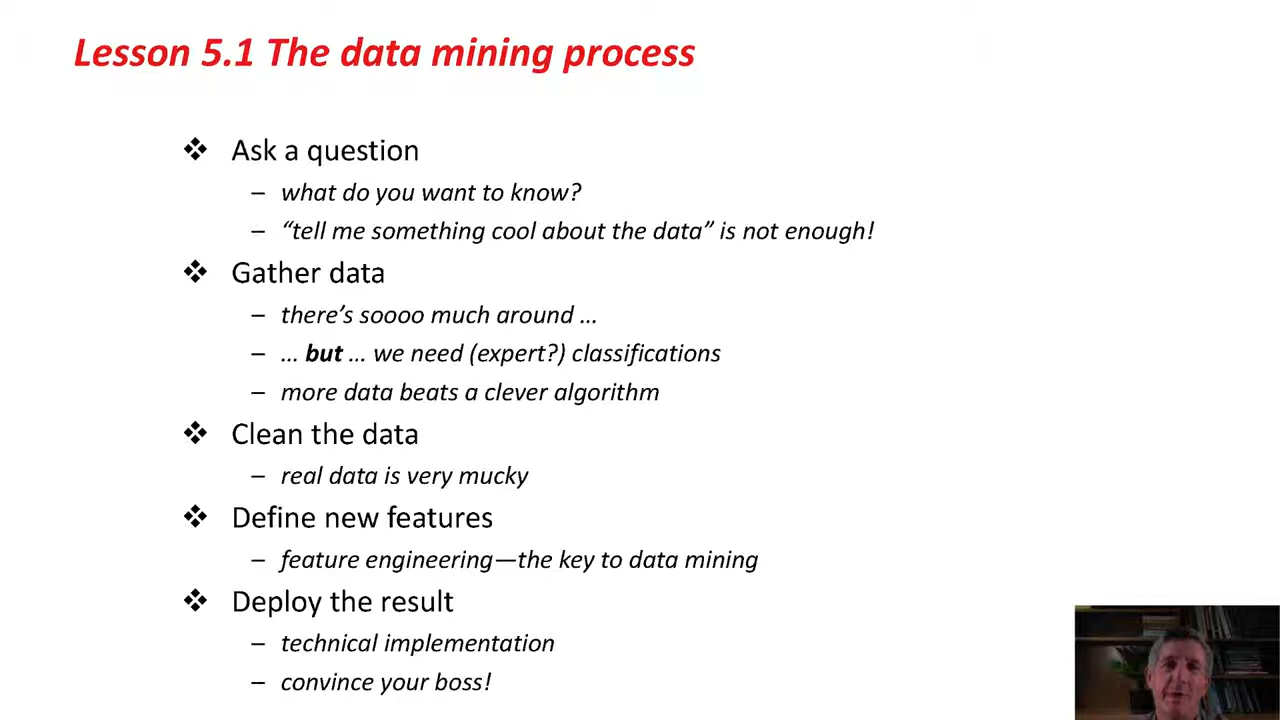 Lesson 5.1 The data mining process
❖ Ask a question
– what do you want to know?
– “tell me something cool about the data” is not enough!
❖ Gather data
– there’s soooo much around …
– … but … we need (expert?) classifications
– more data beats a clever algorithm
❖ Clean the data
– real data is very mucky
❖ Define new features
– feature engineering—the key to data mining
❖ Deploy the result
– technical implementation
– convince your boss!